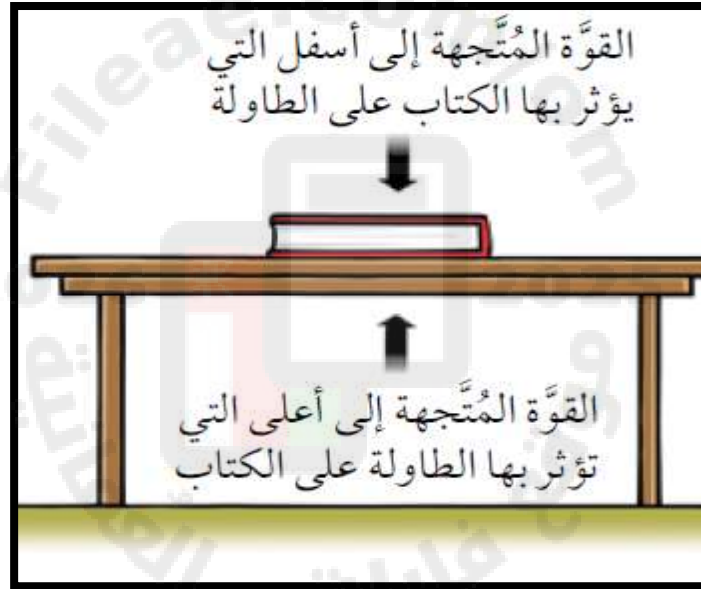 القوَّة المُتَّجهة إلى أسفل التي
يؤثر بها الكتاب على الطاولة
القوَّة المُتَّجهة إلى أعلى التي
تؤثر بها الطاولة على الكتاب